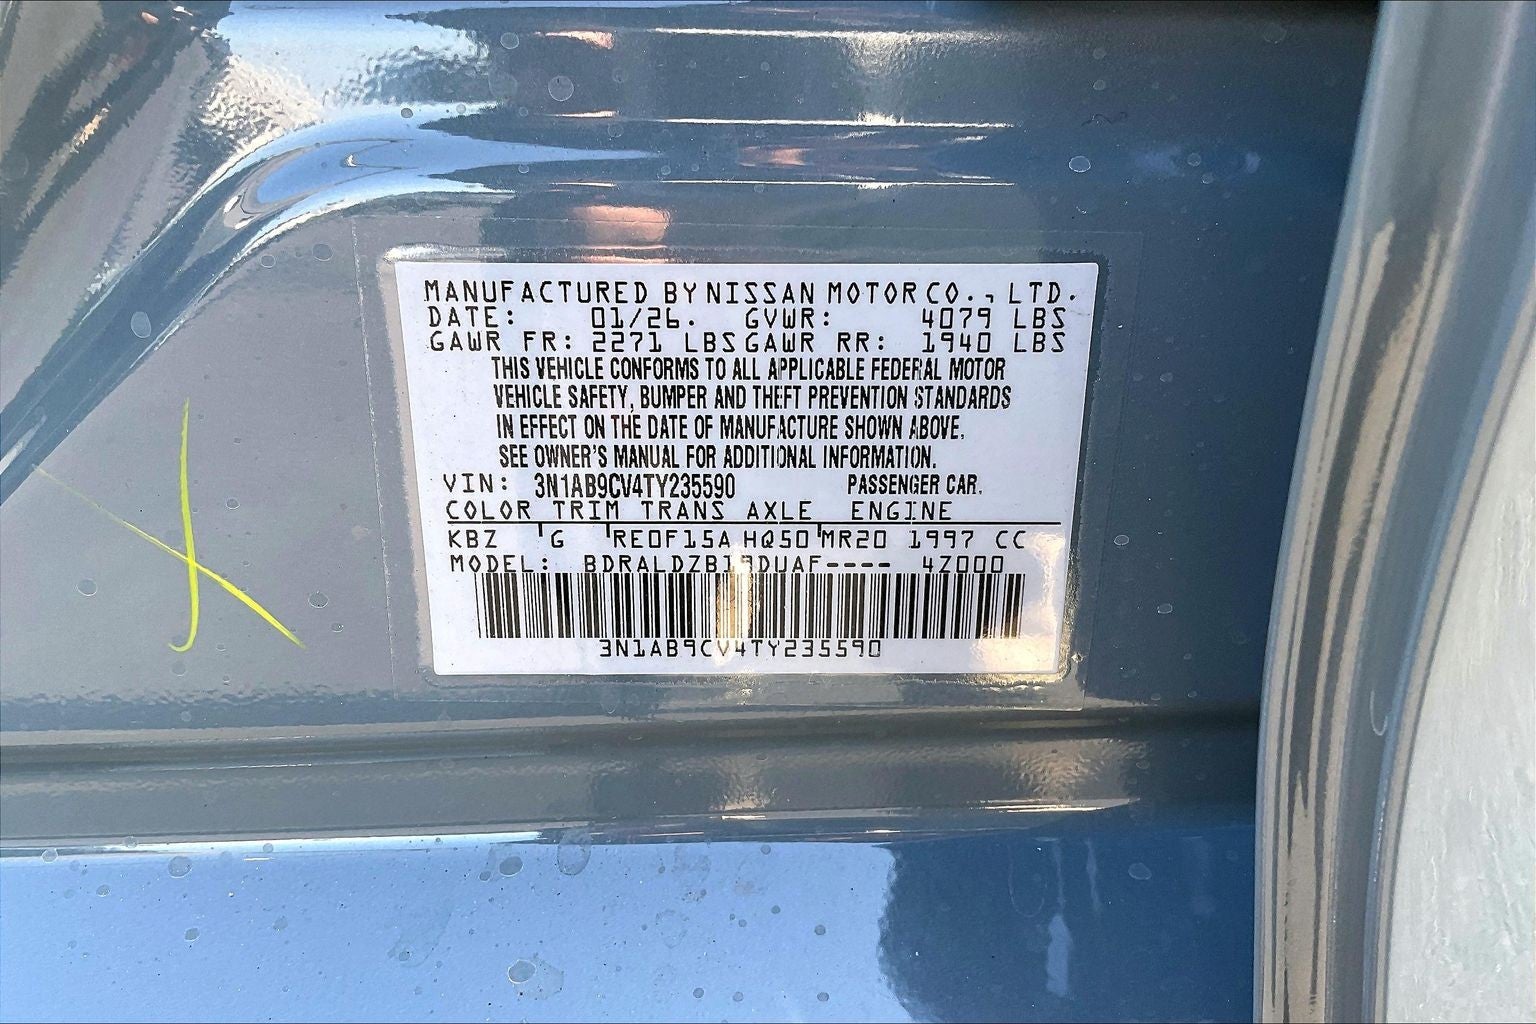 MANUFACTURED BY NISSAN MOTOR CO., LTD.
DATE: 01/26. GVWR: 4079 LBS
GAWR FR: 2271 LBS GAWR RR: 1940 LBS
THIS VEHICLE CONFORMS TO ALL APPLICABLE FEDERAL MOTOR
VEHICLE SAFETY, BUMPER AND THEFT PREVENTION STANDARDS
IN EFFECT ON THE DATE OF MANUFACTURE SHOWN ABOVE.
SEE OWNER'S MANUAL FOR ADDITIONAL INFORMATION.
VIN: 3N1AB9CV4TY235590 PASSENGER CAR.
COLOR TRIM TRANS AXLE ENGINE
KBZ G RE0F15A HQ50 MR20 1997 CC
MODEL: BDRALDZB19DUAF---- 4Z000
3N1AB9CV4TY235590